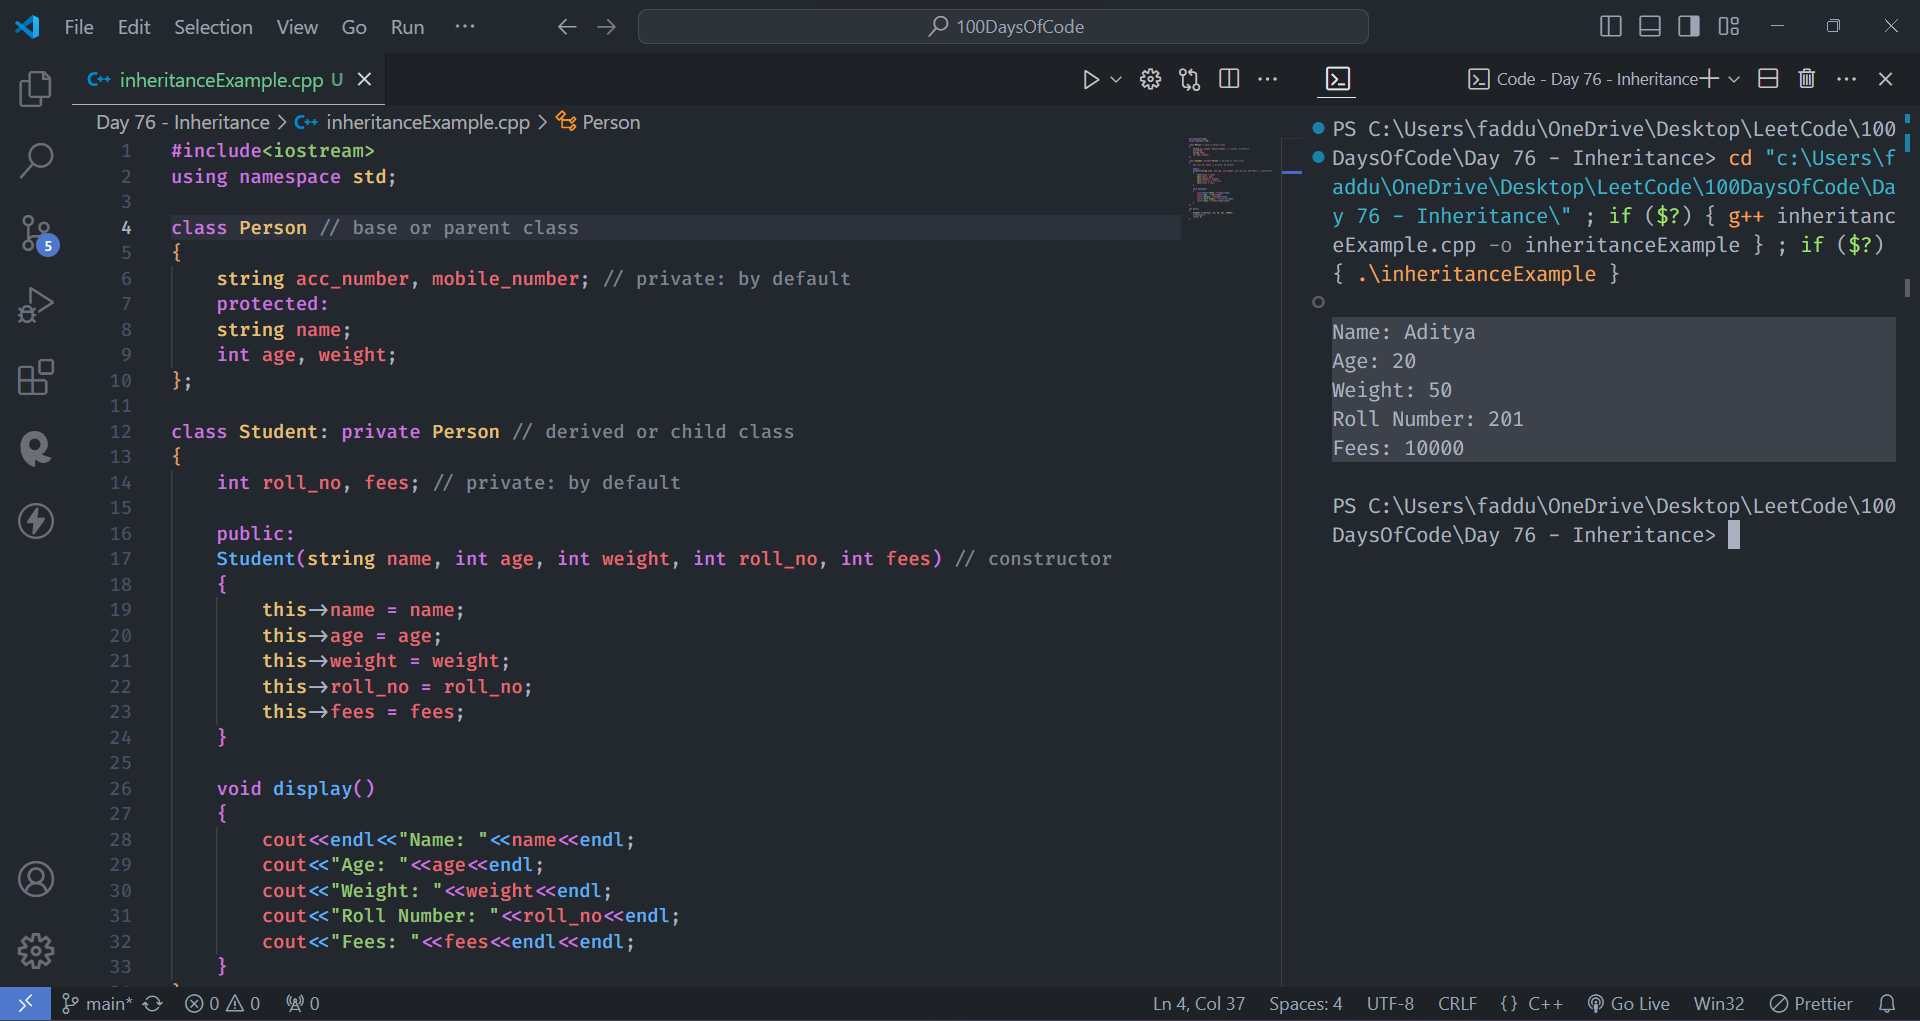 File Edit Selection View Go Run ··· 100DaysOfCode
C++ inheritanceExample.cpp U
Code - Day 76 - Inheritance
Day 76 - Inheritance > C++ inheritanceExample.cpp > Person
5
1 #include<iostream>
2 using namespace std;
3
4 class Person // base or parent class
5 {
6 string acc_number, mobile_number; // private: by default
7 protected:
8 string name;
9 int age, weight;
10 };
11
12 class Student: private Person // derived or child class
13 {
14 int roll_no, fees; // private: by default
15
16 public:
17 Student(string name, int age, int weight, int roll_no, int fees) // constructor
18 {
19 this->name = name;
20 this->age = age;
21 this->weight = weight;
22 this->roll_no = roll_no;
23 this->fees = fees;
24 }
25
26 void display()
27 {
28 cout<<endl<<"Name: "<<name<<endl;
29 cout<<"Age: "<<age<<endl;
30 cout<<"Weight: "<<weight<<endl;
31 cout<<"Roll Number: "<<roll_no<<endl;
32 cout<<"Fees: "<<fees<<endl<<endl;
33 }
PS C:\Users\faddu\OneDrive\Desktop\LeetCode\100
DaysOfCode\Day 76 - Inheritance> cd "c:\Users\f
addu\OneDrive\Desktop\LeetCode\100DaysOfCode\Da
y 76 - Inheritance\" ; if ($?) { g++ inheritanc
eExample.cpp -o inheritanceExample } ; if ($?)
{ .\inheritanceExample }
Name: Aditya
Age: 20
Weight: 50
Roll Number: 201
Fees: 10000
PS C:\Users\faddu\OneDrive\Desktop\LeetCode\100
DaysOfCode\Day 76 - Inheritance>
main* 0 0 0 Ln 4, Col 37 Spaces: 4 UTF-8 CRLF {} C++ Go Live Win32 Prettier